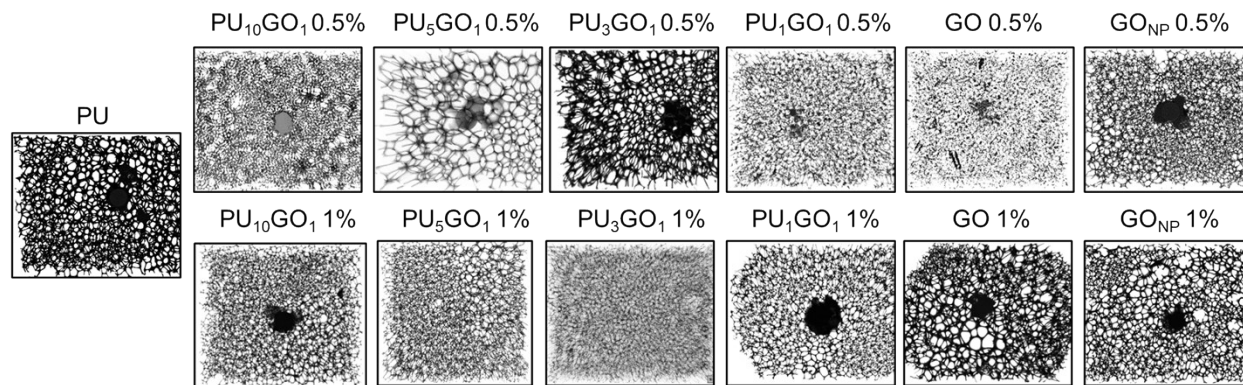 PU₁₀GO₁ 0.5% PU₅GO₁ 0.5% PU₃GO₁ 0.5% PU₁GO₁ 0.5% GO 0.5% GO_NP 0.5%
PU
PU₁₀GO₁ 1% PU₅GO₁ 1% PU₃GO₁ 1% PU₁GO₁ 1% GO 1% GO_NP 1%